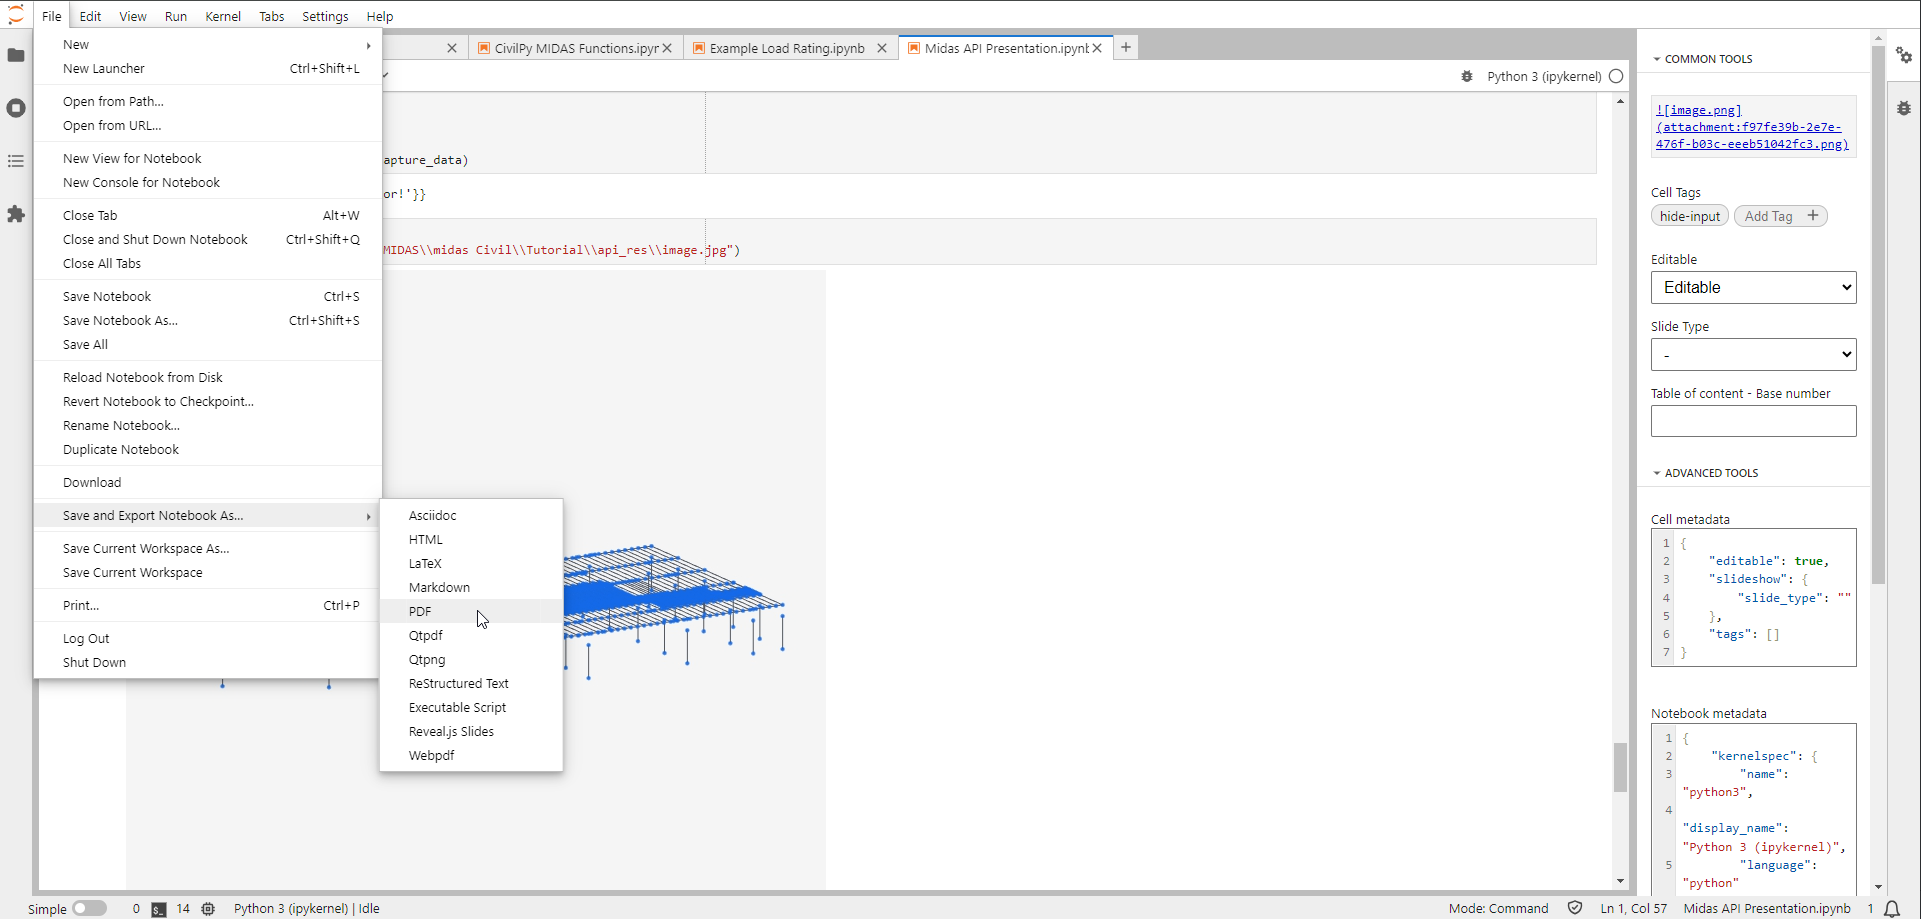 File Edit View Run Kernel Tabs Settings Help
New
New Launcher Ctrl+Shift+L
Open from Path...
Open from URL...
New View for Notebook
New Console for Notebook
Close Tab Alt+W
Close and Shut Down Notebook Ctrl+Shift+Q
Close All Tabs
Save Notebook Ctrl+S
Save Notebook As... Ctrl+Shift+S
Save All
Reload Notebook from Disk
Revert Notebook to Checkpoint...
Rename Notebook...
Duplicate Notebook
Download
Save and Export Notebook As...
Save Current Workspace As...
Save Current Workspace
Print... Ctrl+P
Log Out
Shut Down
Asciidoc
HTML
LaTeX
Markdown
PDF
Qtpdf
Qtpng
ReStructured Text
Executable Script
Reveal.js Slides
Webpdf
CivilPy MIDAS Functions.ipyr Example Load Rating.ipynb Midas API Presentation.ipynb
Python 3 (ipykernel)
apture_data)
or!'}}
MIDAS\\midas Civil\\Tutorial\\api_res\\image.jpg")
COMMON TOOLS
![image.png]
(attachment:f97fe39b-2e7e-
476f-b03c-eeeb51042fc3.png)
Cell Tags
hide-input Add Tag +
Editable
Editable
Slide Type
-
Table of content - Base number
ADVANCED TOOLS
Cell metadata
1 {
2 "editable": true,
3 "slideshow": {
4 "slide_type": ""
5 },
6 "tags": []
7 }
Notebook metadata
1 {
2 "kernelspec": {
3 "name":
"python3",
4
"display_name":
"Python 3 (ipykernel)",
5 "language":
"python"
Simple 0 $_ 14 Python 3 (ipykernel) | Idle Mode: Command Ln 1, Col 57 Midas API Presentation.ipynb 1